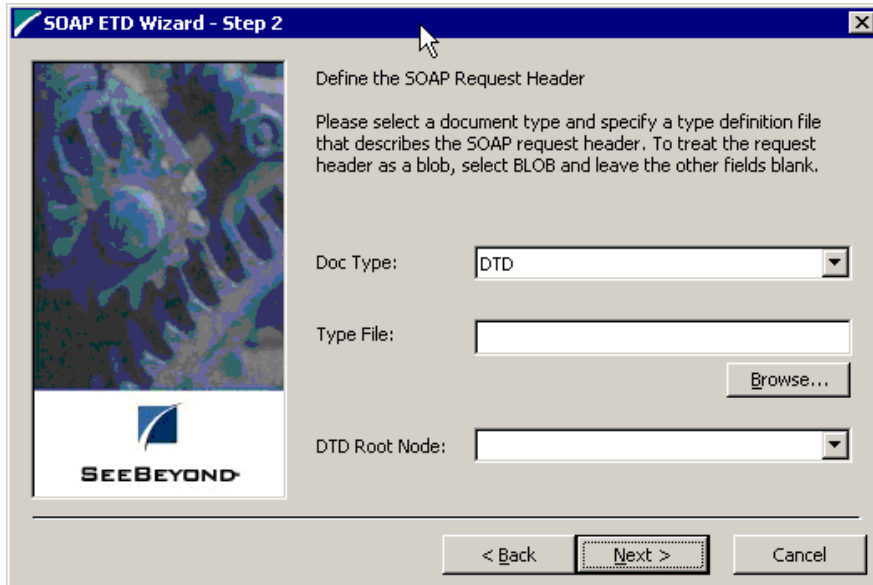 SOAP ETD Wizard - Step 2
Define the SOAP Request Header
Please select a document type and specify a type definition file
that describes the SOAP request header. To treat the request
header as a blob, select BLOB and leave the other fields blank.
Doc Type:
DTD
Type File:
Browse...
DTD Root Node:
SEEBEYOND
< Back
Next >
Cancel